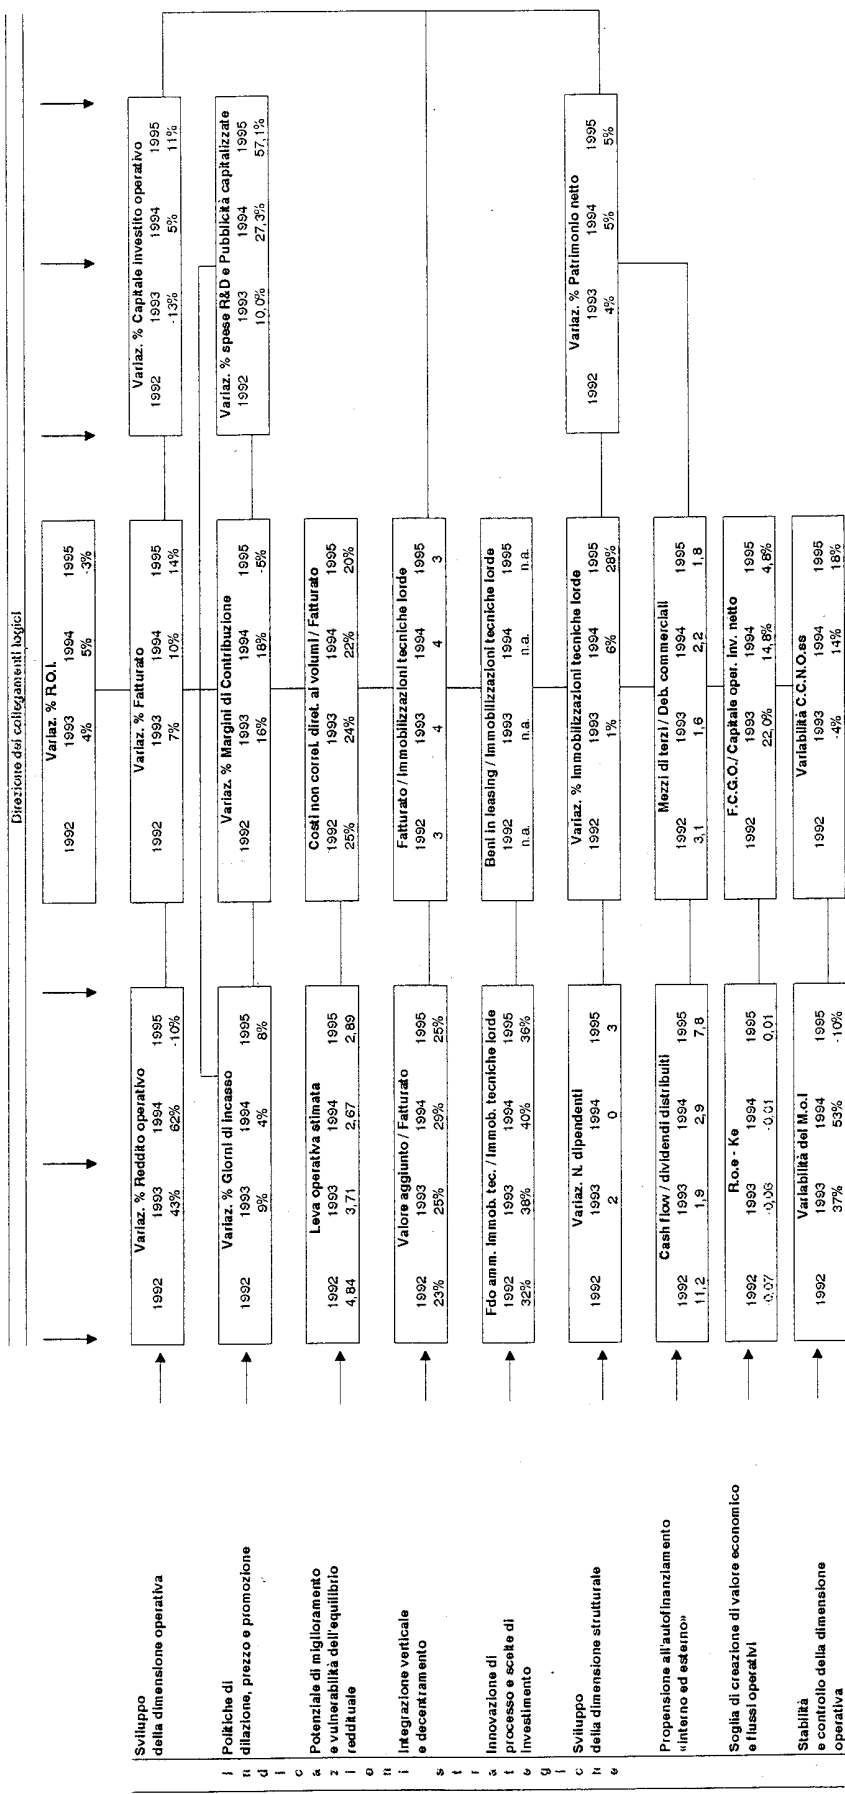 Direzione dei collegamenti logici
Variaz. % R.O.I.
1992 1993 1994 1995
4% 5% -3%
Sviluppo
della dimensione operativa
Variaz. % Reddito operativo
1992 1993 1994 1995
43% 62% -10%
Variaz. % Fatturato
1992 1993 1994 1995
7% 10% 14%
Variaz. % Capitale investito operativo
1992 1993 1994 1995
-13% 5% 11%
Politiche di
dilazione, prezzo e promozione
Variaz. % Giorni di incasso
1992 1993 1994 1995
9% 4% 8%
Variaz. % Margini di Contribuzione
1992 1993 1994 1995
16% 18% -5%
Variaz. % spese R&D e Pubblicità capitalizzate
1992 1993 1994 1995
10,0% 27,3% 57,1%
Potenziale di miglioramento
e vulnerabilità dell'equilibrio
reddituale
Leva operativa stimata
1992 1993 1994 1995
4,84 3,71 2,67 2,89
Costi non correl. diret. ai volumi / Fatturato
1992 1993 1994 1995
25% 24% 22% 20%
Integrazione verticale
e decentramento
Valore aggiunto / Fatturato
1992 1993 1994 1995
23% 25% 29% 25%
Fatturato / Immobilizzazioni tecniche lorde
1992 1993 1994 1995
3 4 4 3
Innovazione di
processo e scelte di
investimento
Fdo amm. Immob. tec. / Immob. tecniche lorde
1992 1993 1994 1995
32% 38% 40% 36%
Beni in leasing / Immobilizzazioni tecniche lorde
1992 1993 1994 1995
n.a. n.a. n.a. n.a.
Sviluppo
della dimensione strutturale
Variaz. N. dipendenti
1992 1993 1994 1995
2 0 3
Variaz. % Immobilizzazioni tecniche lorde
1992 1993 1994 1995
1% 6% 28%
Variaz. % Patrimonio netto
1992 1993 1994 1995
4% 5% 5%
Propensione all'autofinanziamento
«interno ed esterno»
Cash flow / dividendi distribuiti
1992 1993 1994 1995
11,2 1,9 2,9 7,8
Mezzi di terzi / Deb. commerciali
1992 1993 1994 1995
3,1 1,6 2,2 1,8
Soglia di creazione di valore economico
e flussi operativi
R.o.e - Ke
1992 1993 1994 1995
-0,07 -0,06 -0,01 0,01
F.C.G.O./ Capitale oper. inv. netto
1992 1993 1994 1995
22,0% 14,8% 4,8%
Stabilità
e controllo della dimensione
operativa
Variabilità del M.o.l
1992 1993 1994 1995
37% 53% -10%
Variabilità C.C.N.O.ss
1992 1993 1994 1995
-4% 14% 18%
Indicazioni strategiche